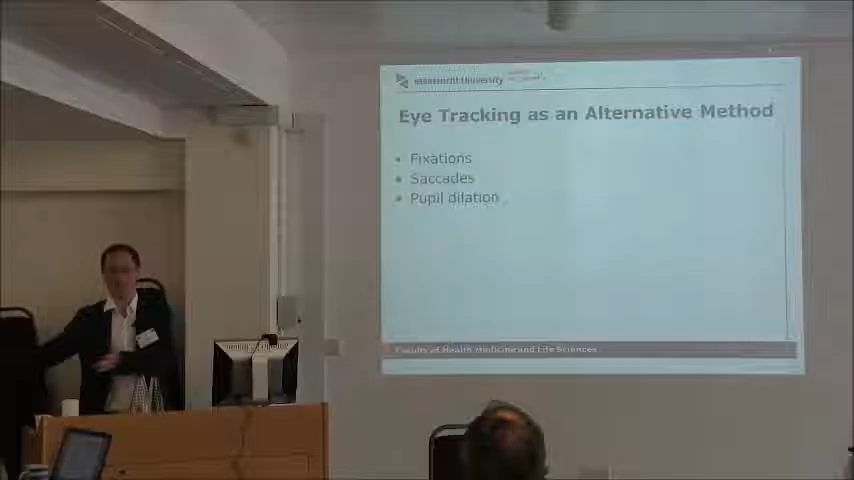 Maastricht University
Eye Tracking as an Alternative Method
• Fixations
• Saccades
• Pupil dilation
Faculty of Health Medicine and Life Sciences